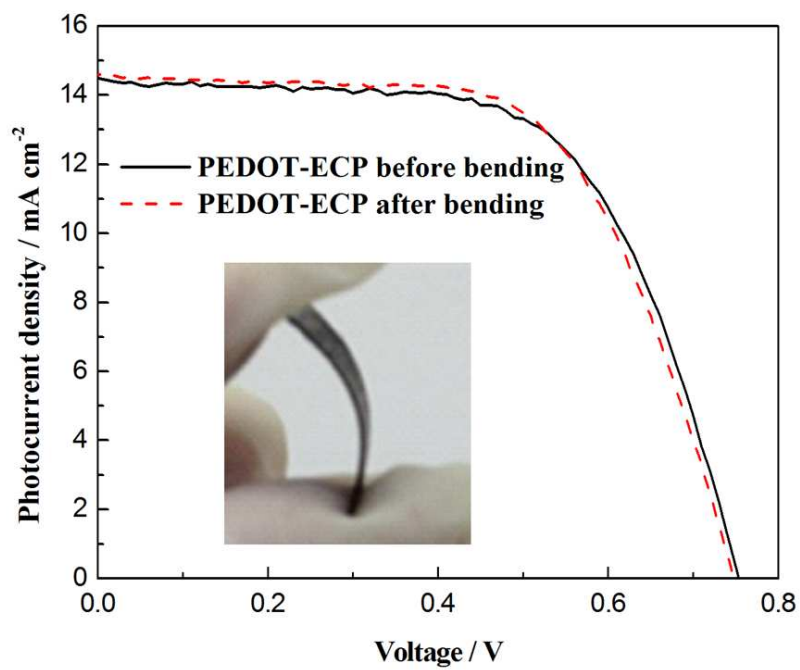 16
14
12
10
8
6
4
2
0
Photocurrent density / mA cm⁻²
PEDOT-ECP before bending
PEDOT-ECP after bending
0.0 0.2 0.4 0.6 0.8
Voltage / V